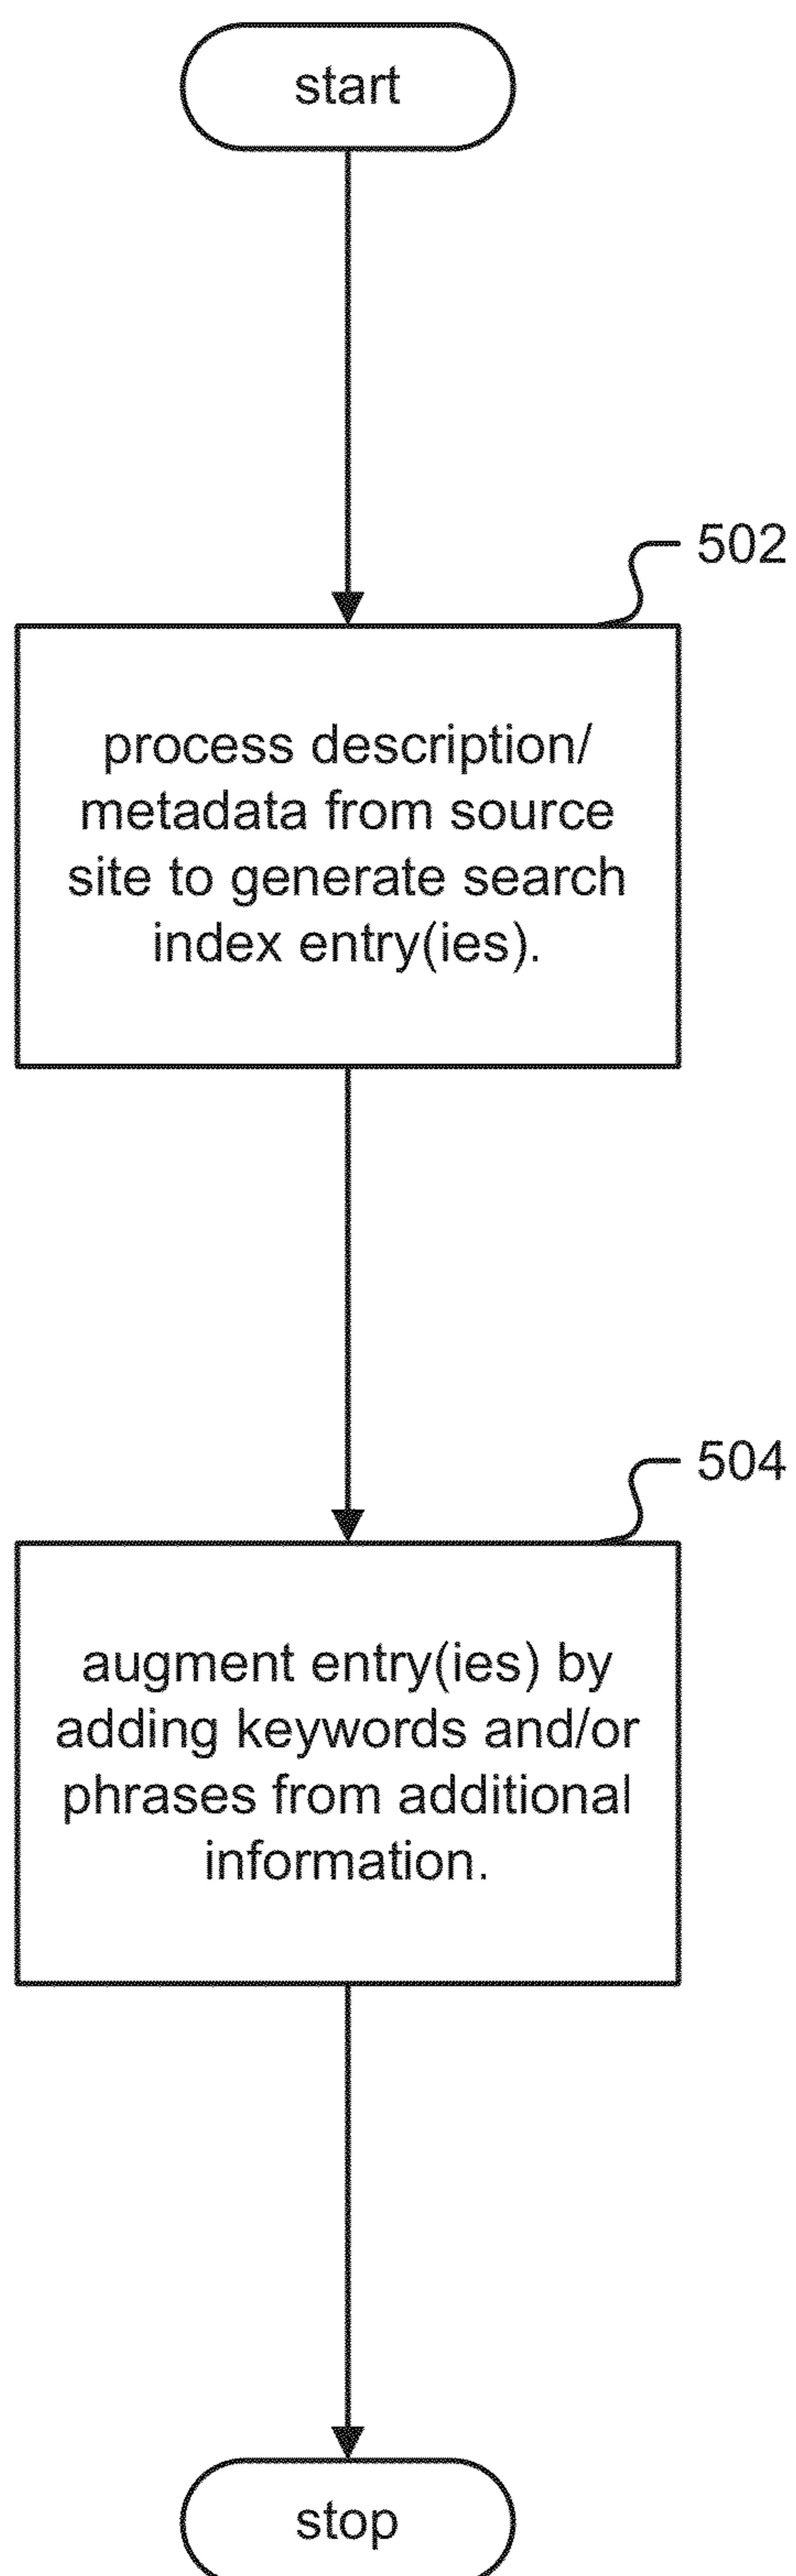 start
502
process description/
metadata from source
site to generate search
index entry(ies).
504
augment entry(ies) by
adding keywords and/or
phrases from additional
information.
stop